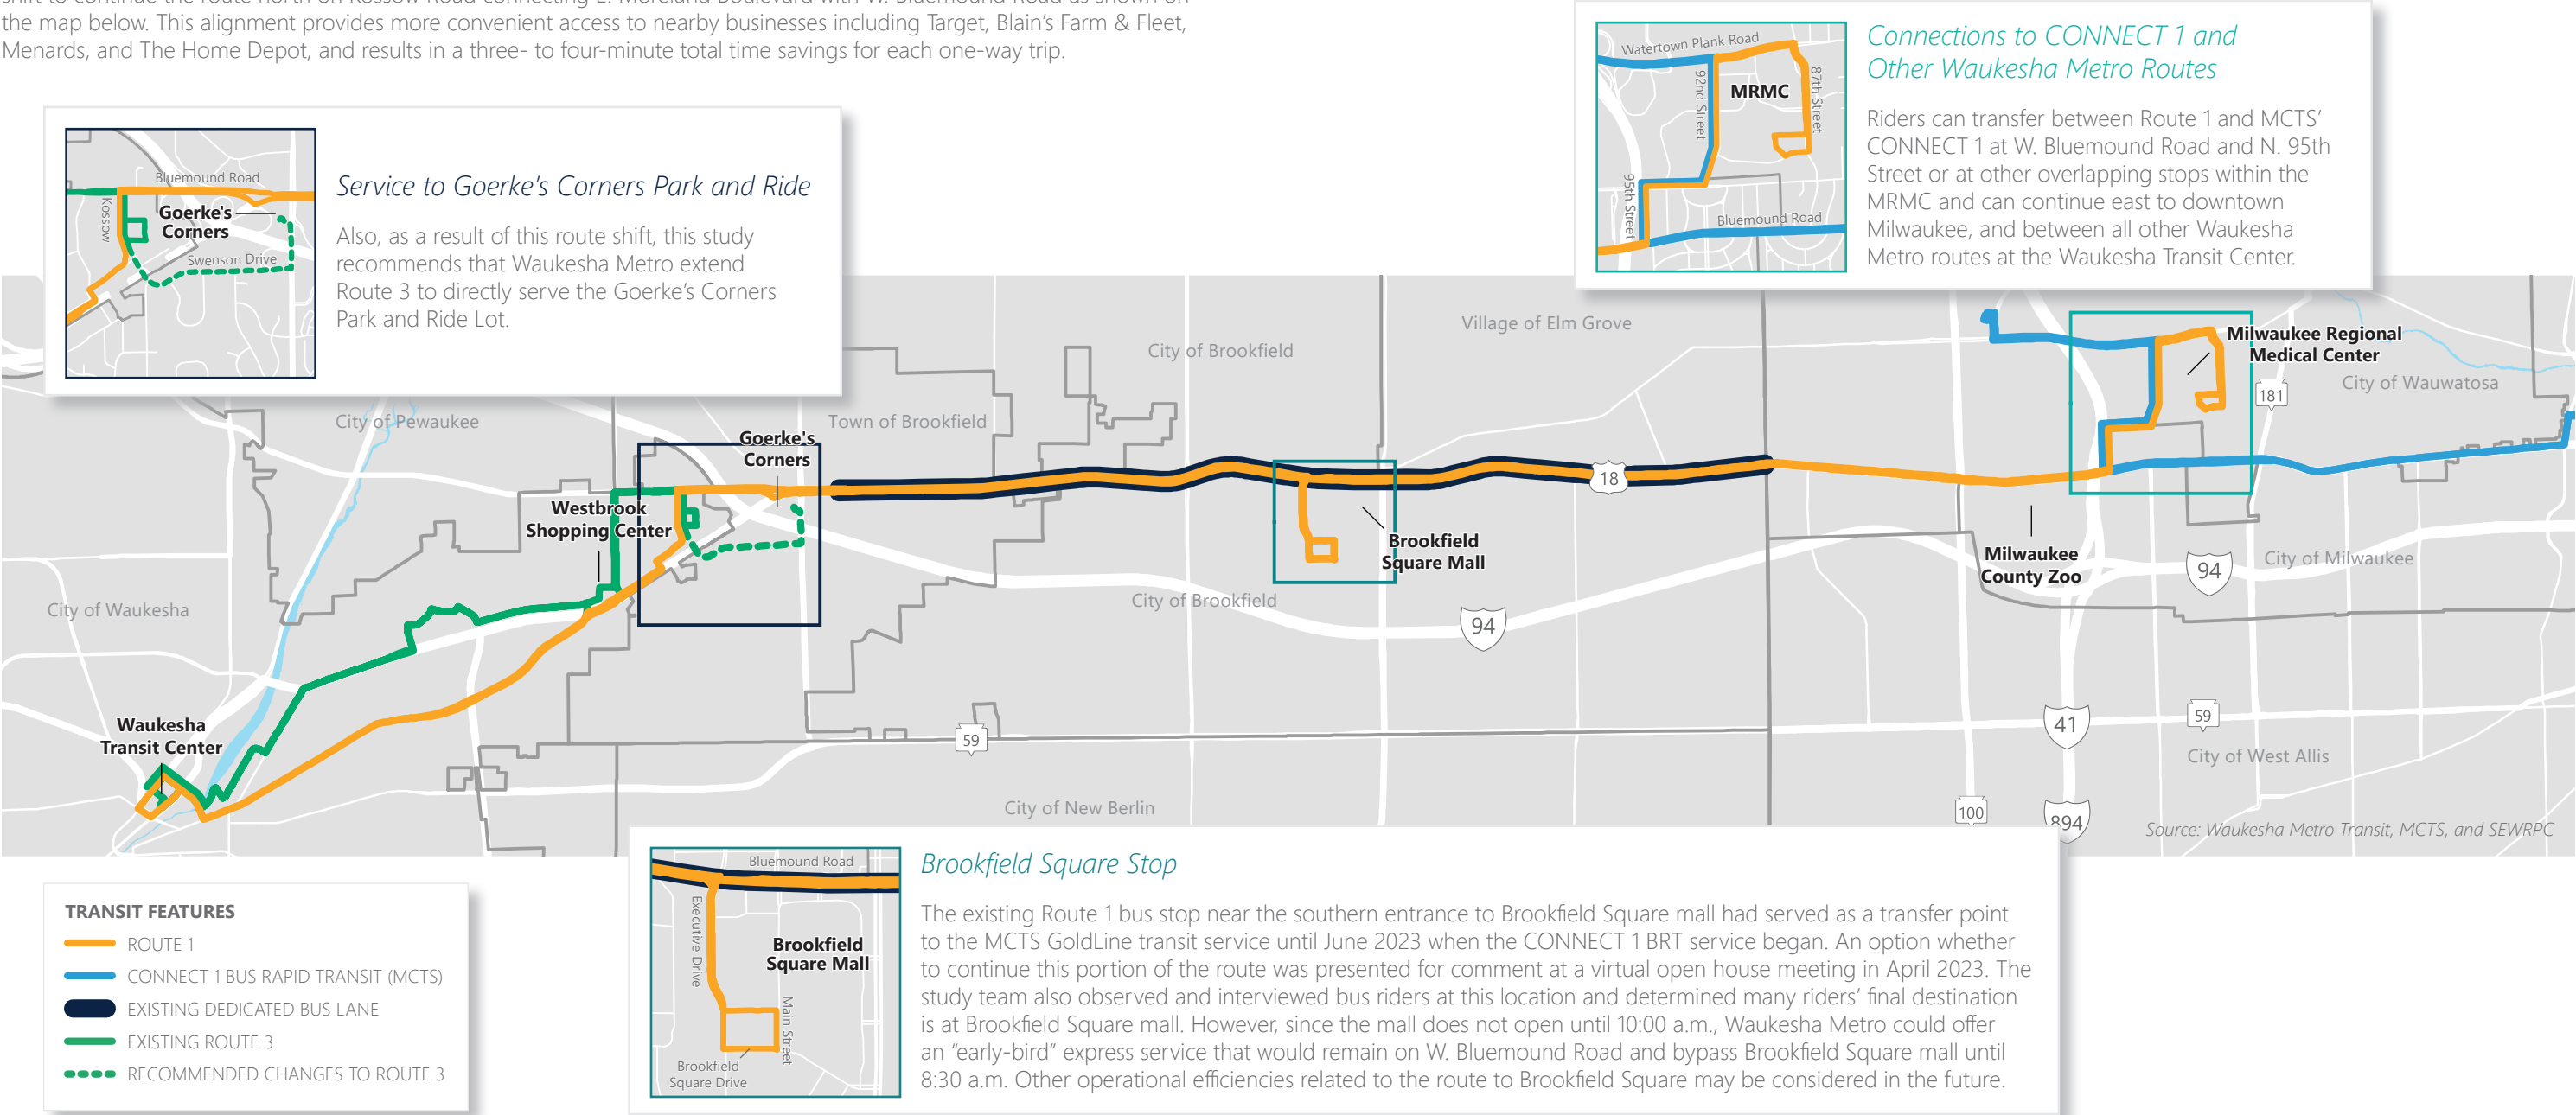 shift to continue the route north on Kossow Road connecting E. Moreland Boulevard with W. Bluemound Road as shown on
the map below. This alignment provides more convenient access to nearby businesses including Target, Blain’s Farm & Fleet,
Menards, and The Home Depot, and results in a three- to four-minute total time savings for each one-way trip.
Bluemound Road
Kossow
Goerke's
Corners
Swenson Drive
Service to Goerke’s Corners Park and Ride
Also, as a result of this route shift, this study
recommends that Waukesha Metro extend
Route 3 to directly serve the Goerke’s Corners
Park and Ride Lot.
Watertown Plank Road
92nd Street
MRMC
87th Street
95th Street
Bluemound Road
Connections to CONNECT 1 and
Other Waukesha Metro Routes
Riders can transfer between Route 1 and MCTS’
CONNECT 1 at W. Bluemound Road and N. 95th
Street or at other overlapping stops within the
MRMC and can continue east to downtown
Milwaukee, and between all other Waukesha
Metro routes at the Waukesha Transit Center.
Village of Elm Grove
City of Brookfield
Milwaukee Regional
Medical Center
City of Wauwatosa
181
City of Pewaukee
Town of Brookfield
Goerke's
Corners
18
Westbrook
Shopping Center
Brookfield
Square Mall
Milwaukee
County Zoo
City of Milwaukee
94
City of Waukesha
City of Brookfield
94
Waukesha
Transit Center
59
41
59
City of West Allis
City of New Berlin
100
894
Source: Waukesha Metro Transit, MCTS, and SEWRPC
TRANSIT FEATURES
ROUTE 1
CONNECT 1 BUS RAPID TRANSIT (MCTS)
EXISTING DEDICATED BUS LANE
EXISTING ROUTE 3
RECOMMENDED CHANGES TO ROUTE 3
Bluemound Road
Executive Drive
Brookfield
Square Mall
Main Street
Brookfield
Square Drive
Brookfield Square Stop
The existing Route 1 bus stop near the southern entrance to Brookfield Square mall had served as a transfer point
to the MCTS GoldLine transit service until June 2023 when the CONNECT 1 BRT service began. An option whether
to continue this portion of the route was presented for comment at a virtual open house meeting in April 2023. The
study team also observed and interviewed bus riders at this location and determined many riders’ final destination
is at Brookfield Square mall. However, since the mall does not open until 10:00 a.m., Waukesha Metro could offer
an “early-bird” express service that would remain on W. Bluemound Road and bypass Brookfield Square mall until
8:30 a.m. Other operational efficiencies related to the route to Brookfield Square may be considered in the future.